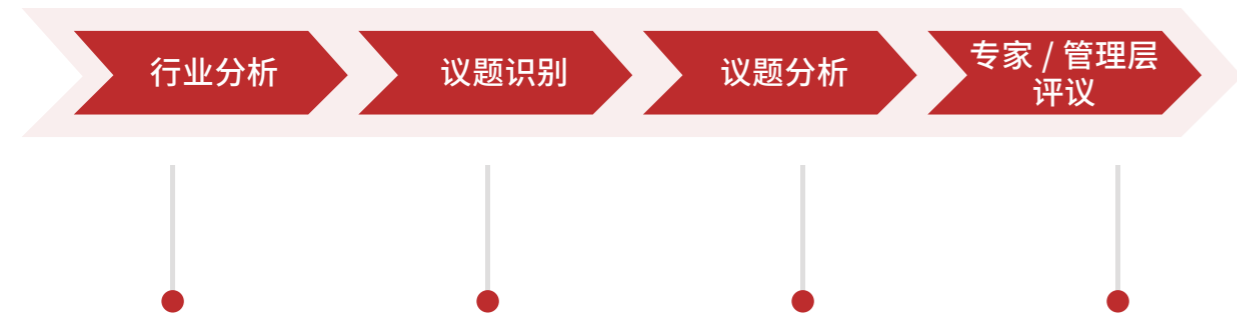 行业分析
议题识别
议题分析
专家 / 管理层
评议